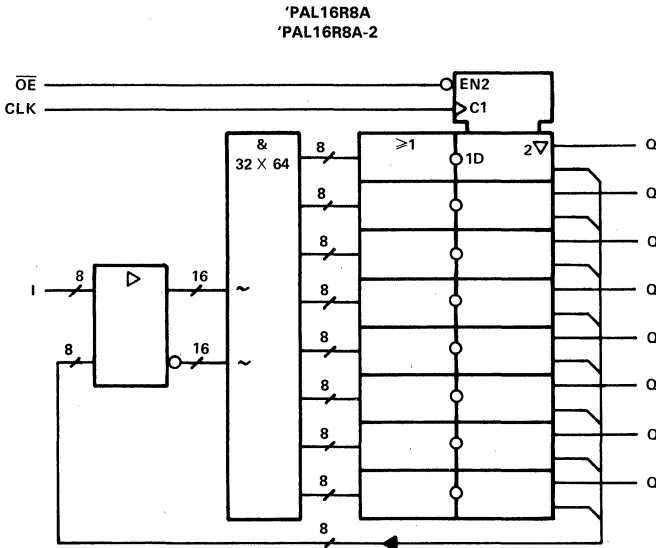 'PAL16R8A
'PAL16R8A-2
OE EN2
CLK C1
& ≥1 1D 2▽ Q
32 X 64
8
8 Q
8 Q
I 8 ▷ 16 ~ 8 Q
8 16 ~ 8 Q
8 Q
8 Q
8 Q
8